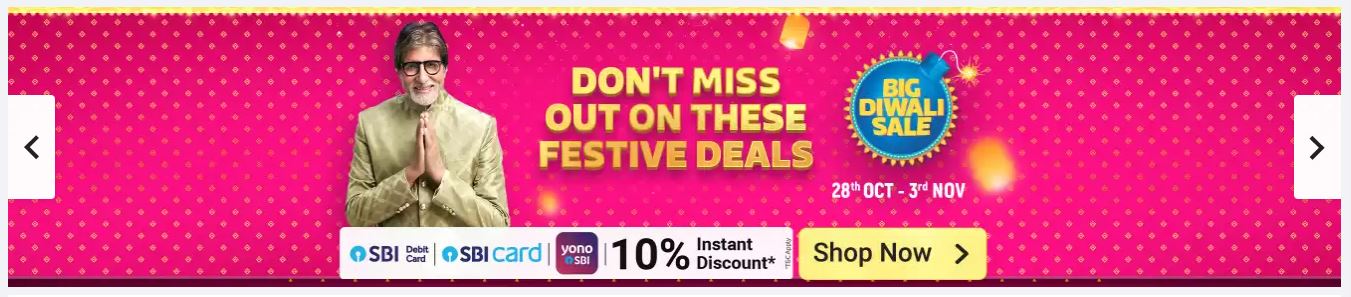 DON'T MISS
OUT ON THESE
FESTIVE DEALS
BIG
DIWALI
SALE
28th OCT - 3rd NOV
SBI Debit Card | SBI card | yono SBI | 10% Instant Discount* *T&C Apply
Shop Now